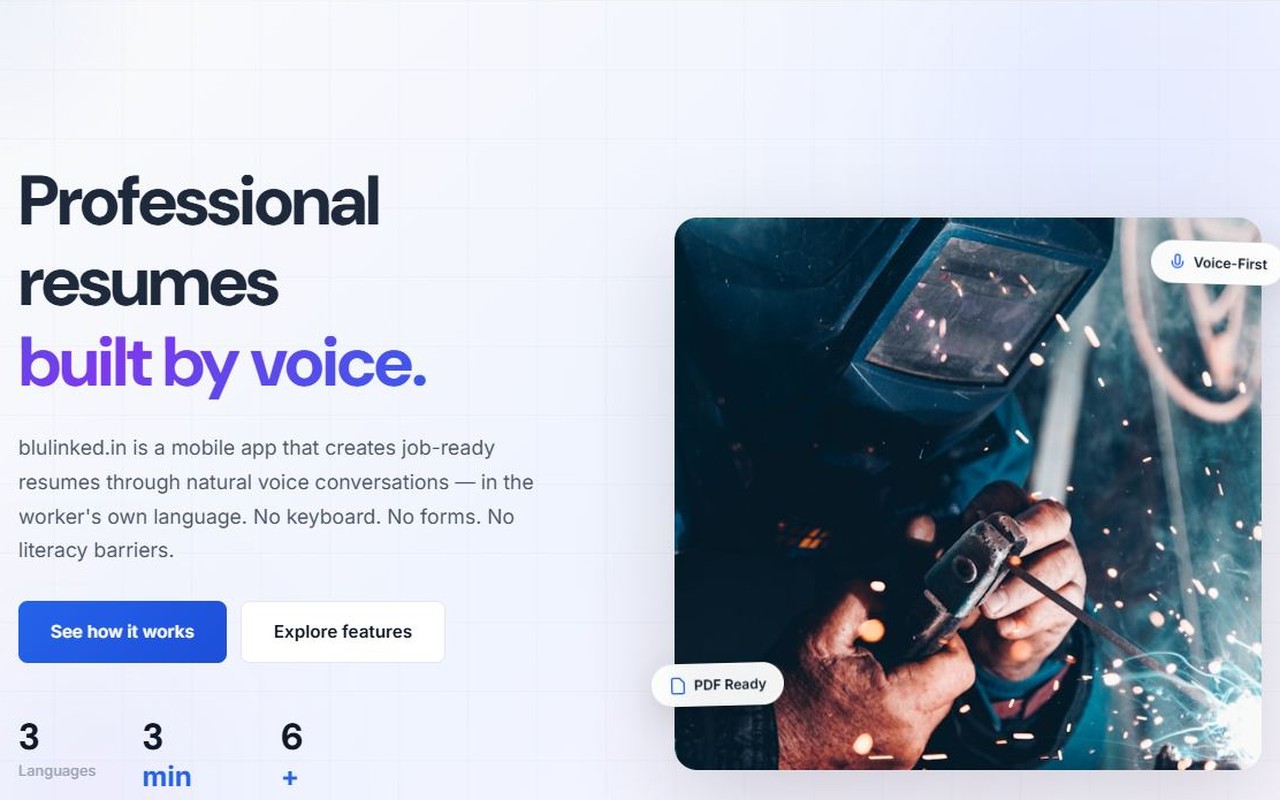 Professional
resumes
built by voice.
blulinked.in is a mobile app that creates job-ready
resumes through natural voice conversations — in the
worker's own language. No keyboard. No forms. No
literacy barriers.
See how it works
Explore features
3
Languages
3
min
6
+
Voice-First
PDF Ready